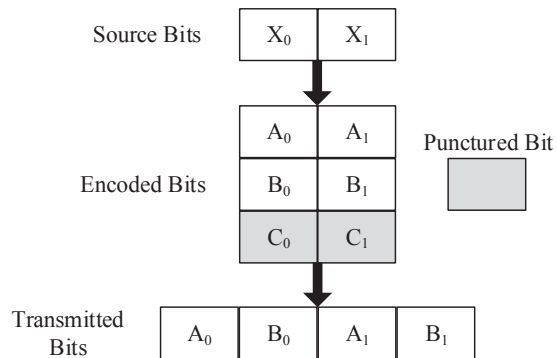 Source Bits X₀ X₁
A₀ A₁
Punctured Bit
Encoded Bits B₀ B₁
C₀ C₁
Transmitted
Bits
A₀ B₀ A₁ B₁